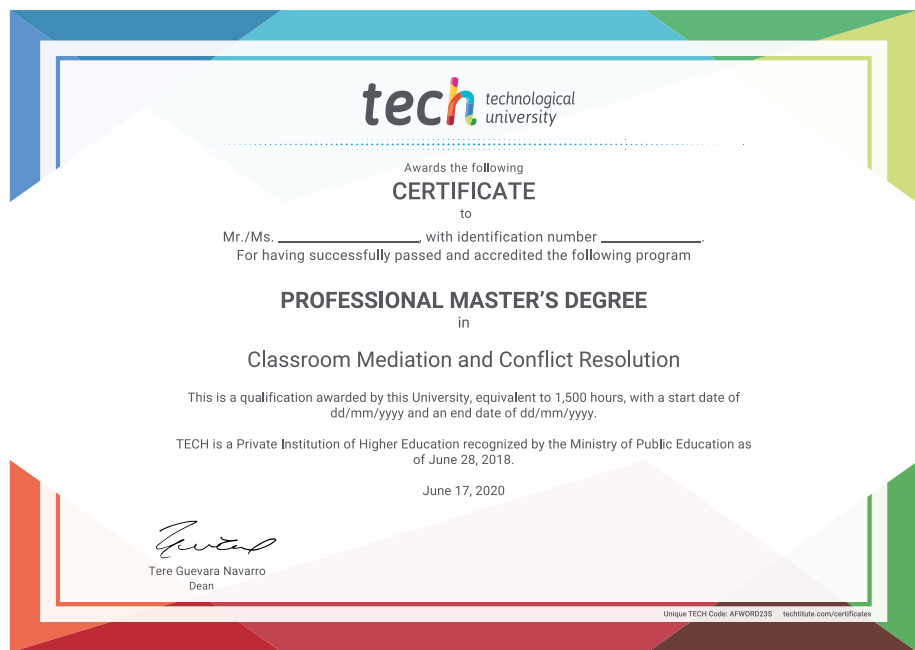 tech technological
university
Awards the following
CERTIFICATE
to
Mr./Ms. ________________, with identification number ____________.
For having successfully passed and accredited the following program
PROFESSIONAL MASTER'S DEGREE
in
Classroom Mediation and Conflict Resolution
This is a qualification awarded by this University, equivalent to 1,500 hours, with a start date of
dd/mm/yyyy and an end date of dd/mm/yyyy.
TECH is a Private Institution of Higher Education recognized by the Ministry of Public Education as
of June 28, 2018.
June 17, 2020
Tere Guevara Navarro
Dean
Unique TECH Code: AFWORD23S techtitute.com/certificates